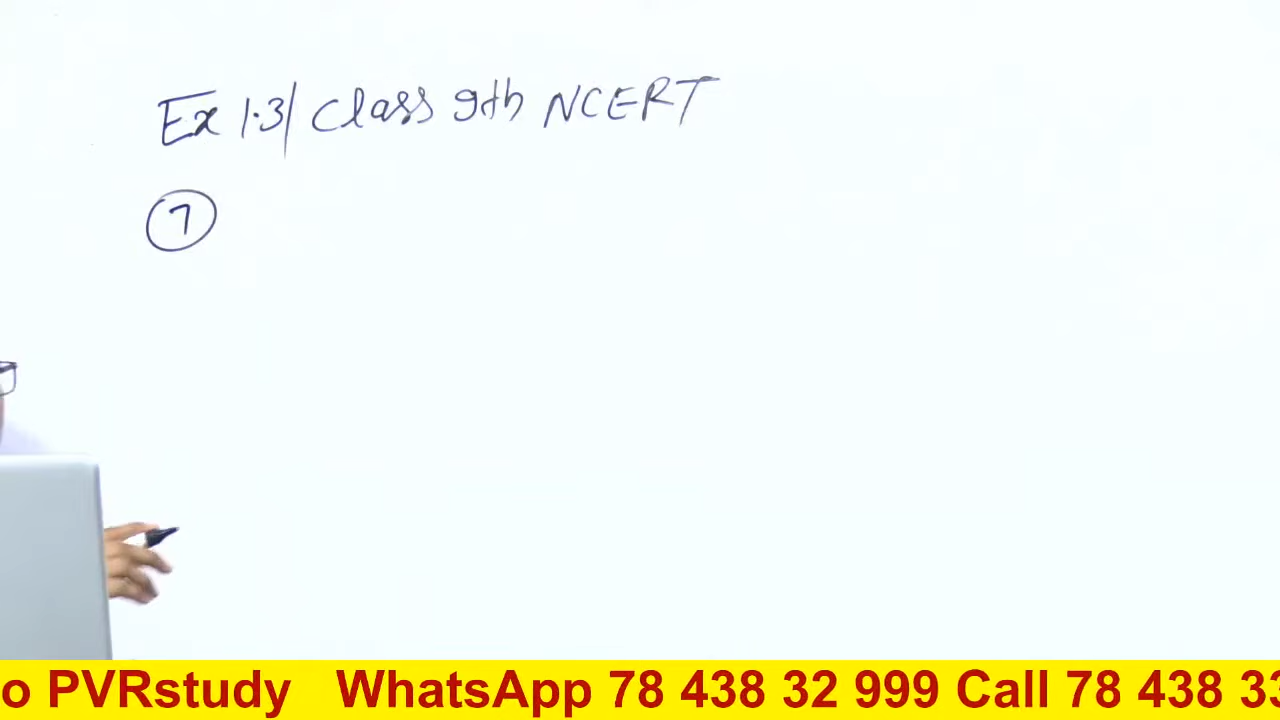 Ex 1.3/ Class 9th NCERT
7
o PVRstudy WhatsApp 78 438 32 999 Call 78 438 33